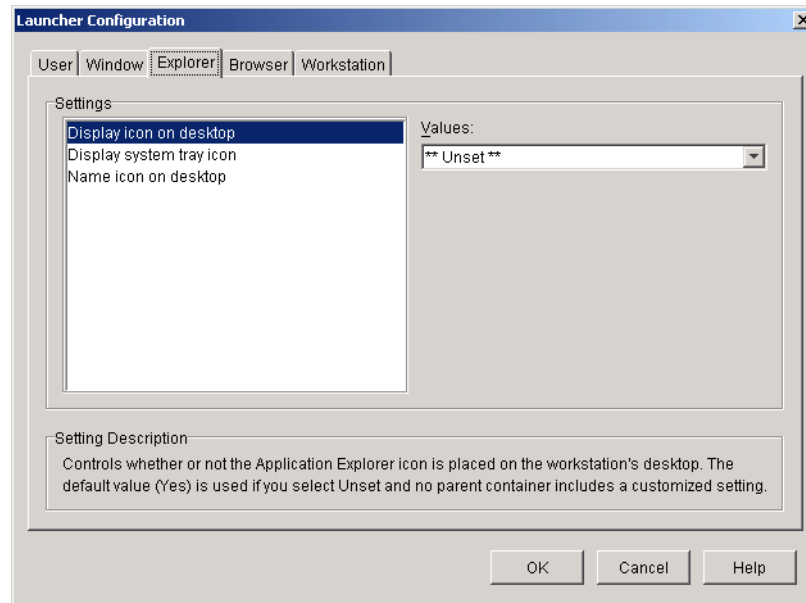 Launcher Configuration
User Window Explorer Browser Workstation
Settings
Display icon on desktop
Display system tray icon
Name icon on desktop
Values:
** Unset **
Setting Description
Controls whether or not the Application Explorer icon is placed on the workstation's desktop. The
default value (Yes) is used if you select Unset and no parent container includes a customized setting.
OK Cancel Help